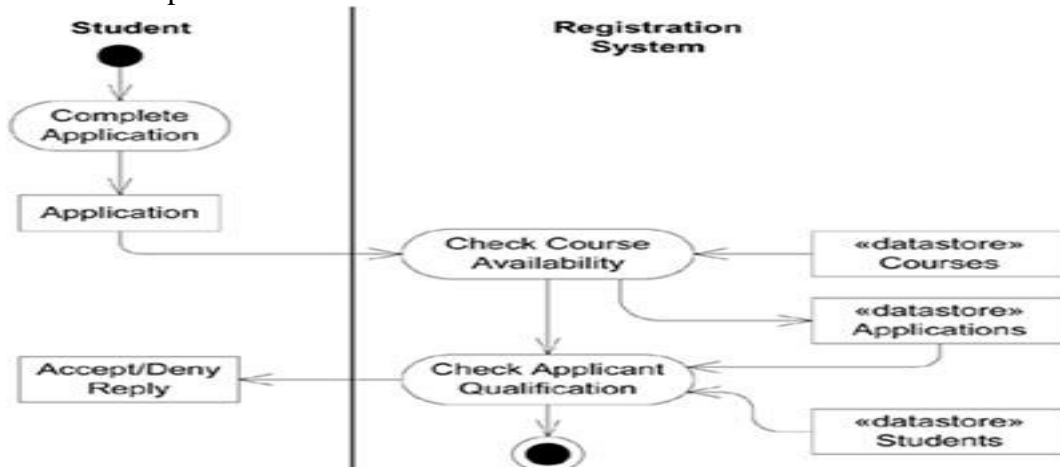 Student
Registration
System
Complete
Application
Application
Check Course
Availability
«datastore»
Courses
«datastore»
Applications
Accept/Deny
Reply
Check Applicant
Qualification
«datastore»
Students